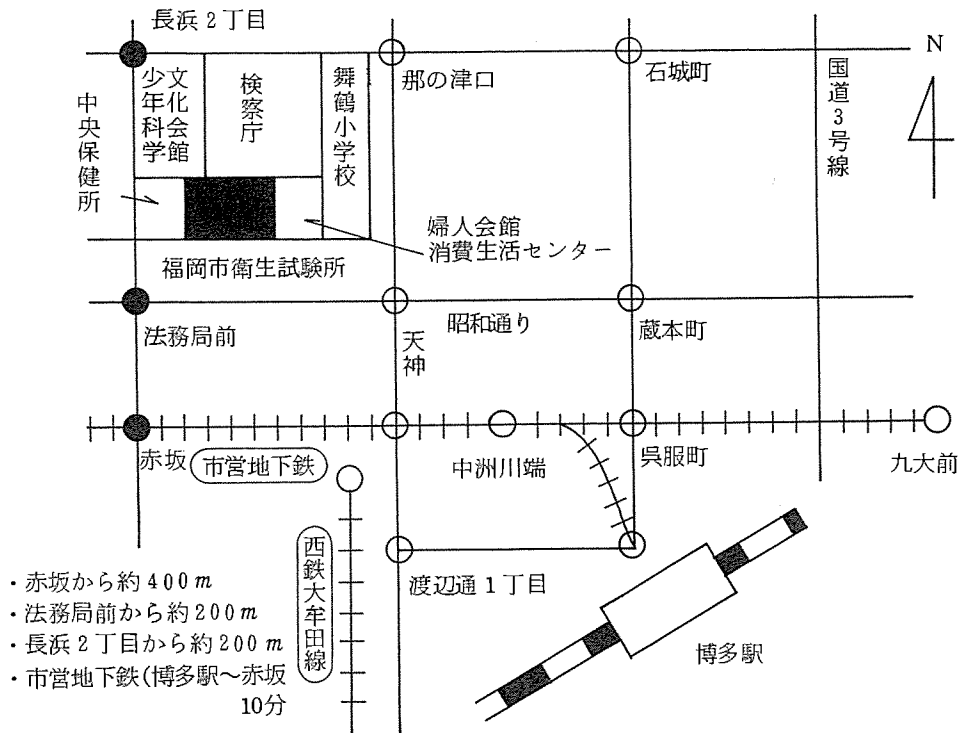 長浜2丁目
N
那の津口
石城町
国道3号線
少年科学
文化会館
検察庁
舞鶴小学校
中央保健所
婦人会館
消費生活センター
福岡市衛生試験所
昭和通り
法務局前
天神
蔵本町
赤坂
市営地下鉄
中洲川端
呉服町
九大前
西鉄大牟田線
渡辺通1丁目
博多駅
・赤坂から約400m
・法務局前から約200m
・長浜2丁目から約200m
・市営地下鉄(博多駅〜赤坂
10分